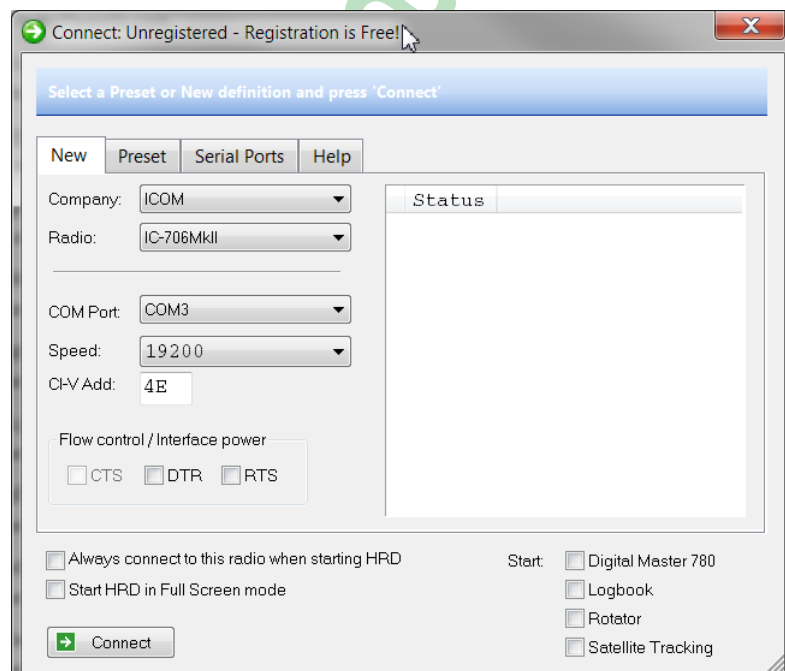 Connect: Unregistered - Registration is Free!
X
Select a Preset or New definition and press 'Connect'
New Preset Serial Ports Help
Company: ICOM
Status
Radio: IC-706MkII
COM Port: COM3
Speed: 19200
CI-V Add: 4E
Flow control / Interface power
CTS DTR RTS
Always connect to this radio when starting HRD
Start HRD in Full Screen mode
Connect
Start: Digital Master 780
Logbook
Rotator
Satellite Tracking